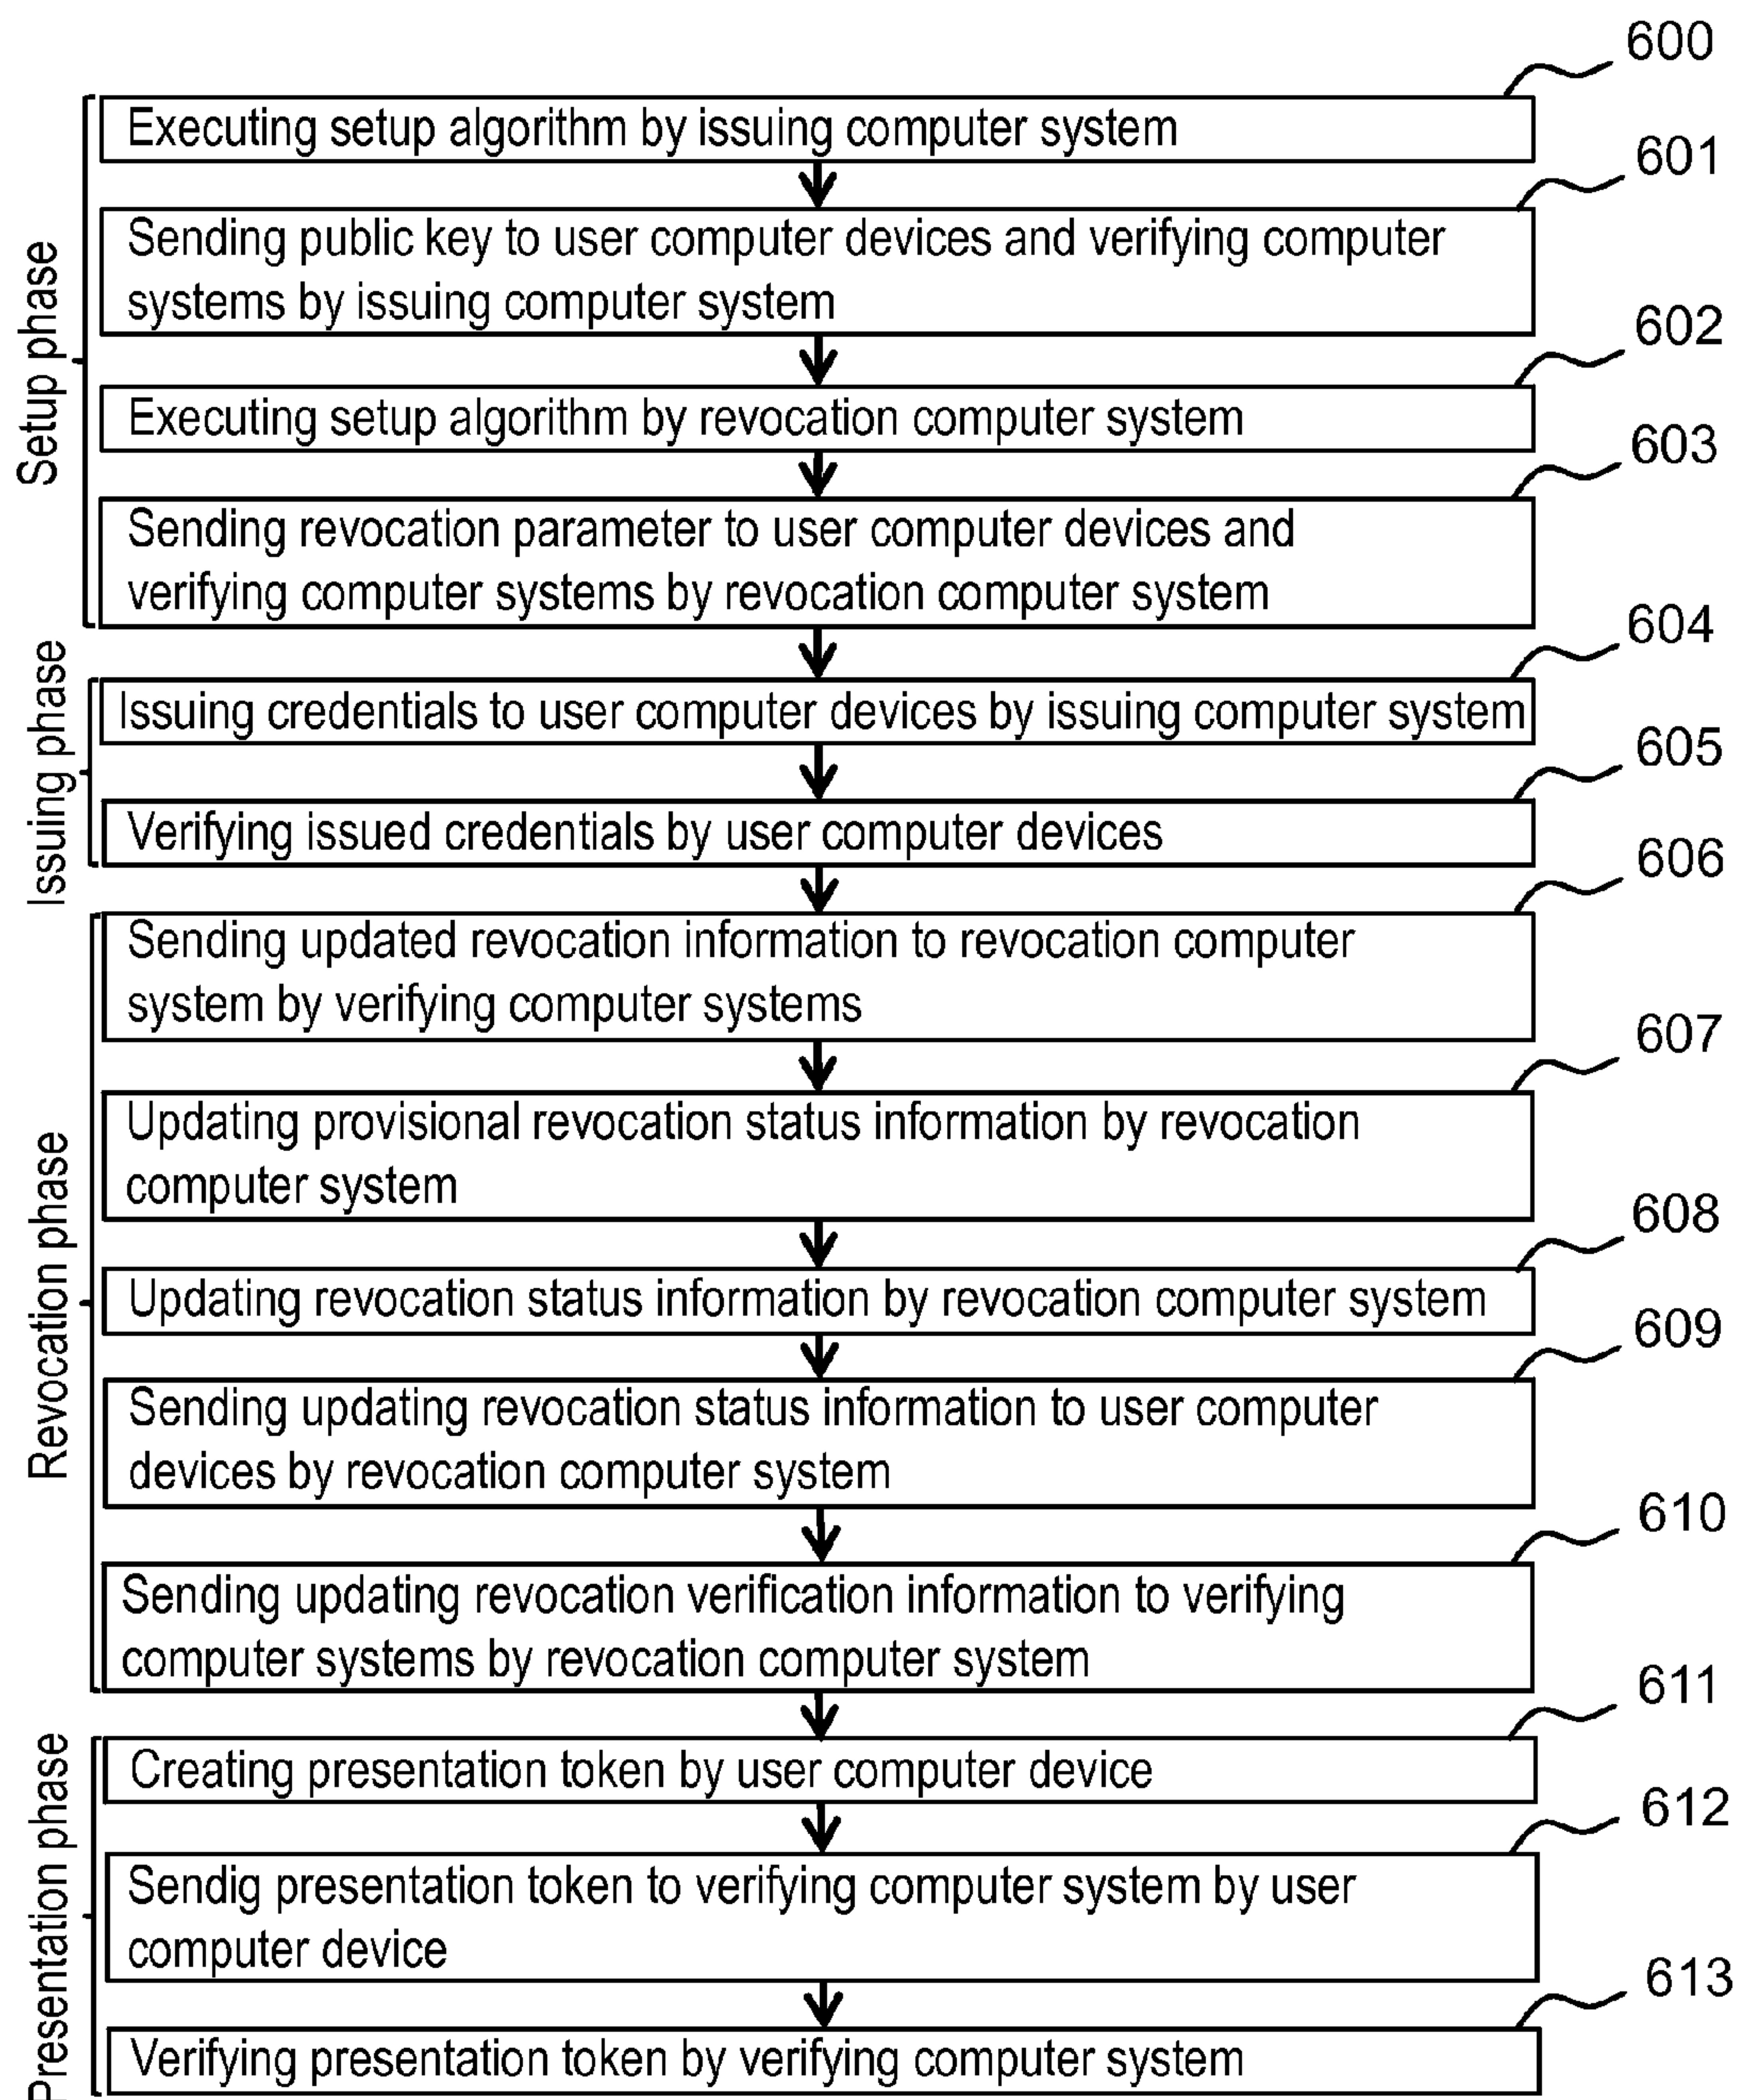 600
Executing setup algorithm by issuing computer system
601
Sending public key to user computer devices and verifying computer
systems by issuing computer system
602
Executing setup algorithm by revocation computer system
603
Sending revocation parameter to user computer devices and
verifying computer systems by revocation computer system
Setup phase
604
Issuing credentials to user computer devices by issuing computer system
605
Verifying issued credentials by user computer devices
Issuing phase
606
Sending updated revocation information to revocation computer
system by verifying computer systems
607
Updating provisional revocation status information by revocation
computer system
608
Updating revocation status information by revocation computer system
609
Sending updating revocation status information to user computer
devices by revocation computer system
610
Sending updating revocation verification information to verifying
computer systems by revocation computer system
Revocation phase
611
Creating presentation token by user computer device
612
Sendig presentation token to verifying computer system by user
computer device
613
Verifying presentation token by verifying computer system
Presentation phase